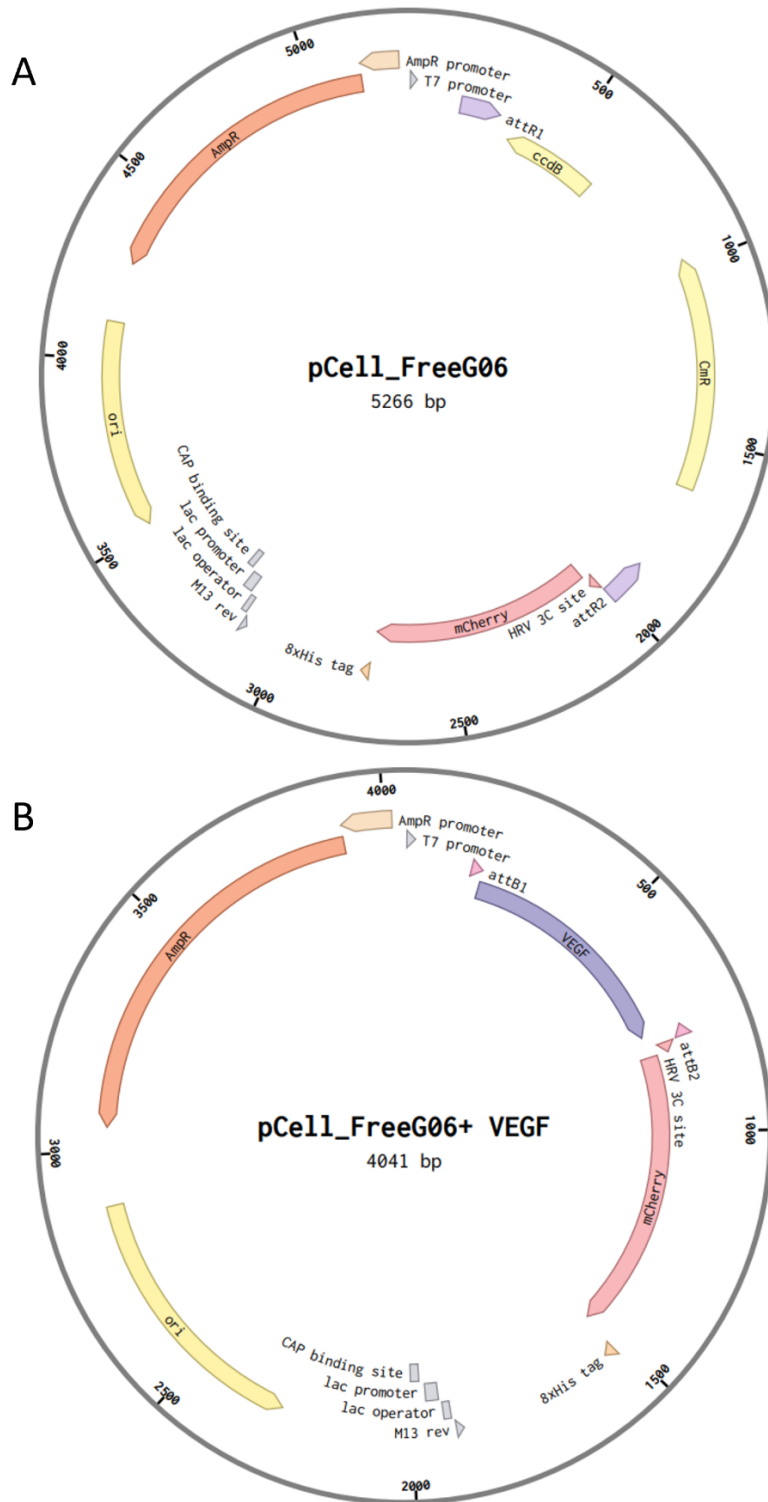 A
5000
AmpR promoter
T7 promoter
500
attR1
ccdB
AmpR
4500
1000
pCell_FreeG06
5266 bp
CmR
4000
ori
1500
CAP binding site
lac promoter
lac operator
M13 rev
3500
8xHis tag
mCherry
HRV 3C site
attR2
2000
3000
2500
B
4000
AmpR promoter
T7 promoter
attB1
500
3500
AmpR
VEGF
attB2
HRV 3C site
pCell_FreeG06+ VEGF
4041 bp
1000
3000
mCherry
ori
CAP binding site
lac promoter
lac operator
M13 rev
8xHis tag
1500
2500
2000